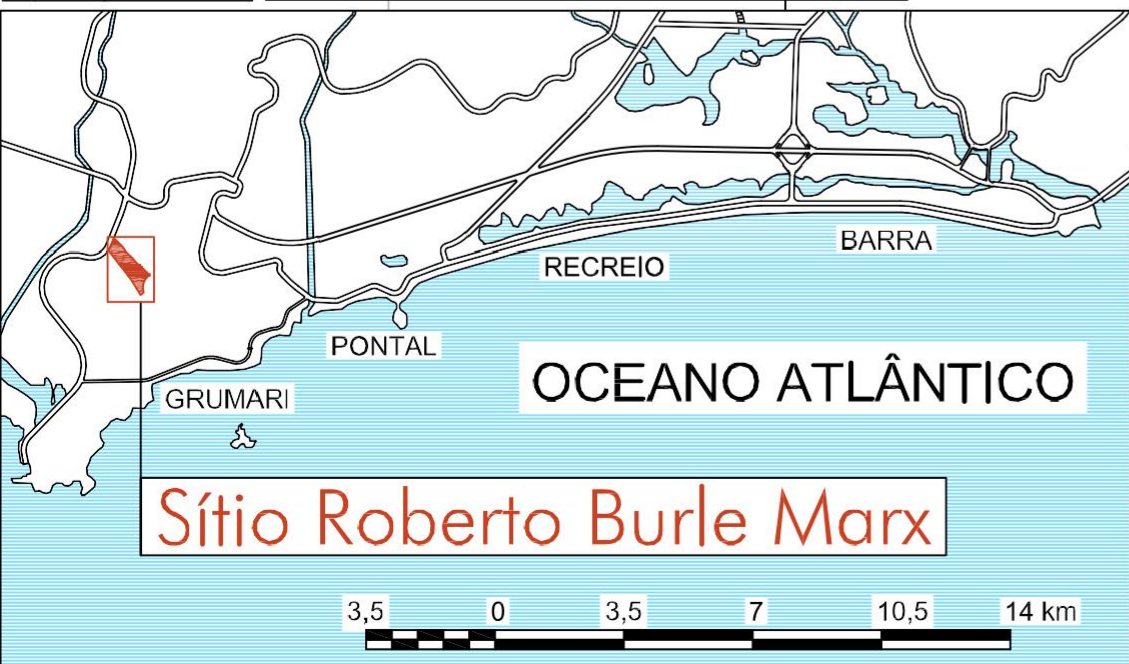 BARRA
RECREIO
PONTAL
OCEANO ATLÂNTICO
GRUMARI
Sítio Roberto Burle Marx
3,5 0 3,5 7 10,5 14 km